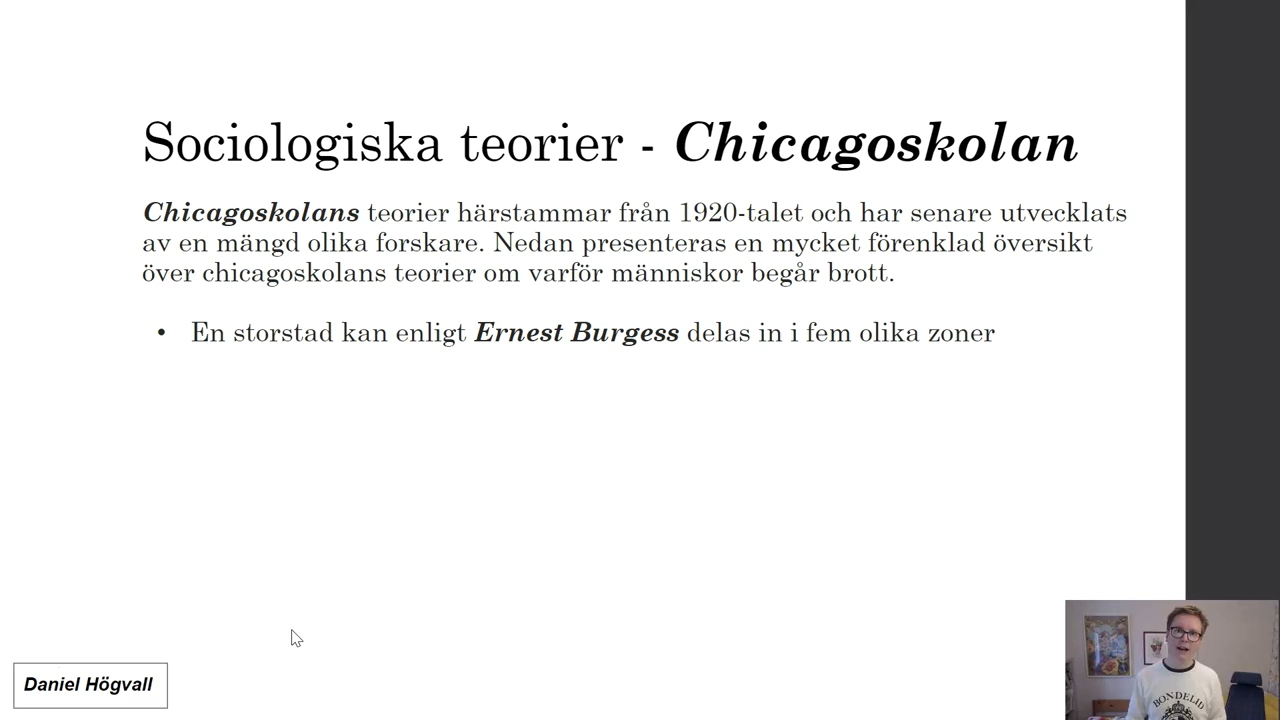 Sociologiska teorier - Chicagoskolan
Chicagoskolans teorier härstammar från 1920-talet och har senare utvecklats
av en mängd olika forskare. Nedan presenteras en mycket förenklad översikt
över chicagoskolans teorier om varför människor begår brott.
• En storstad kan enligt Ernest Burgess delas in i fem olika zoner
Daniel Högvall
BONDELID